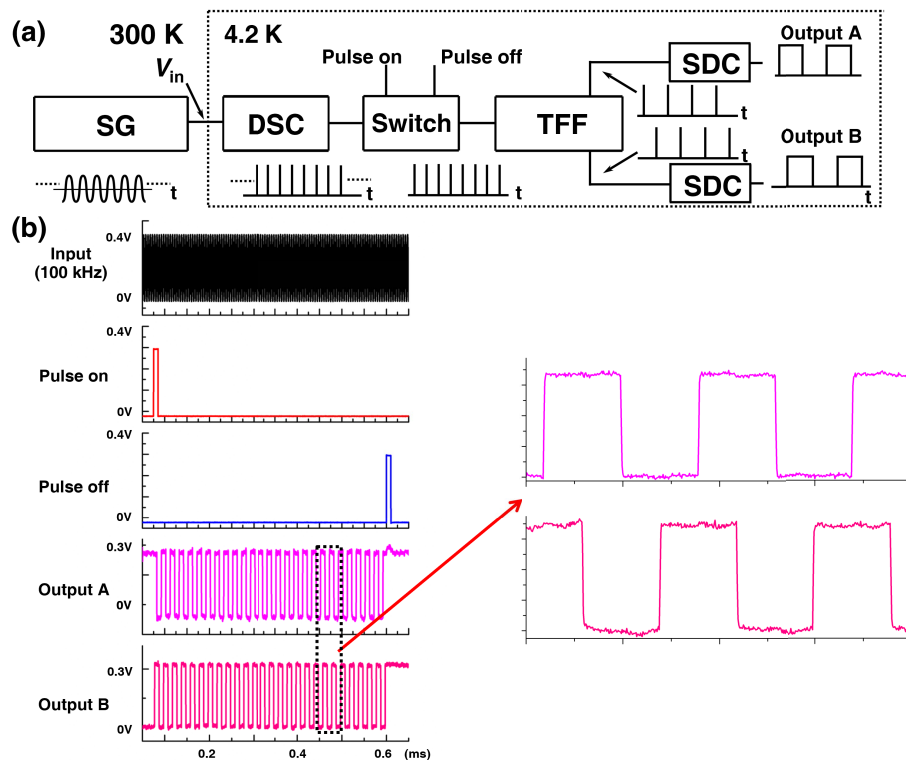 (a)
300 K
4.2 K
Vin
Pulse on
Pulse off
SG
DSC
Switch
TFF
SDC
SDC
Output A
Output B
t
t
t
t
t
(b)
Input
(100 kHz)
0.4V
0V
Pulse on
0.4V
0V
Pulse off
0.4V
0V
Output A
0.3V
0V
Output B
0.3V
0V
0.2
0.4
0.6
(ms)